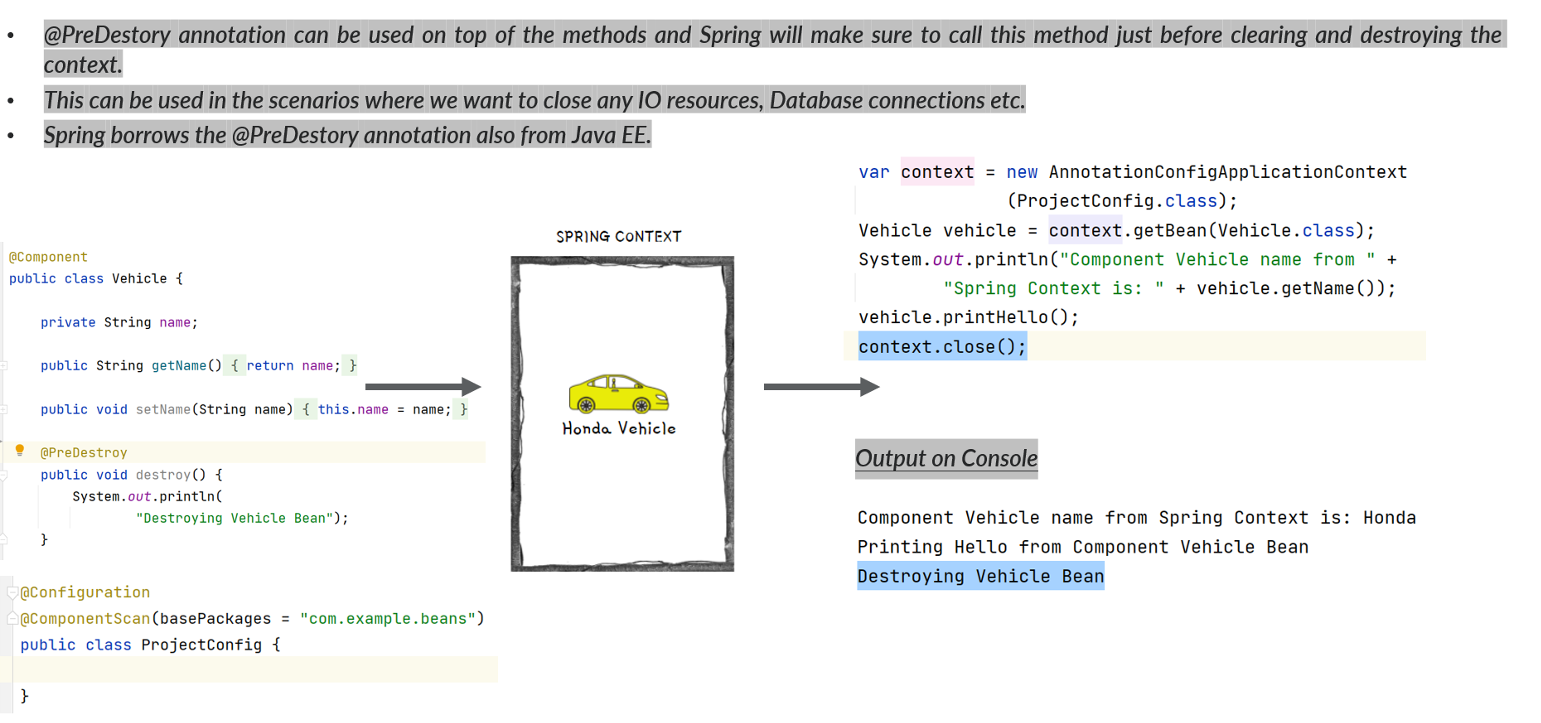 • @PreDestory annotation can be used on top of the methods and Spring will make sure to call this method just before clearing and destroying the
context.
• This can be used in the scenarios where we want to close any IO resources, Database connections etc.
• Spring borrows the @PreDestory annotation also from Java EE.
@Component
public class Vehicle {
private String name;
public String getName() { return name; }
public void setName(String name) { this.name = name; }
@PreDestroy
public void destroy() {
System.out.println(
"Destroying Vehicle Bean");
}
@Configuration
@ComponentScan(basePackages = "com.example.beans")
public class ProjectConfig {
}
SPRING CONTEXT
Honda Vehicle
var context = new AnnotationConfigApplicationContext
(ProjectConfig.class);
Vehicle vehicle = context.getBean(Vehicle.class);
System.out.println("Component Vehicle name from " +
"Spring Context is: " + vehicle.getName());
vehicle.printHello();
context.close();
Output on Console
Component Vehicle name from Spring Context is: Honda
Printing Hello from Component Vehicle Bean
Destroying Vehicle Bean